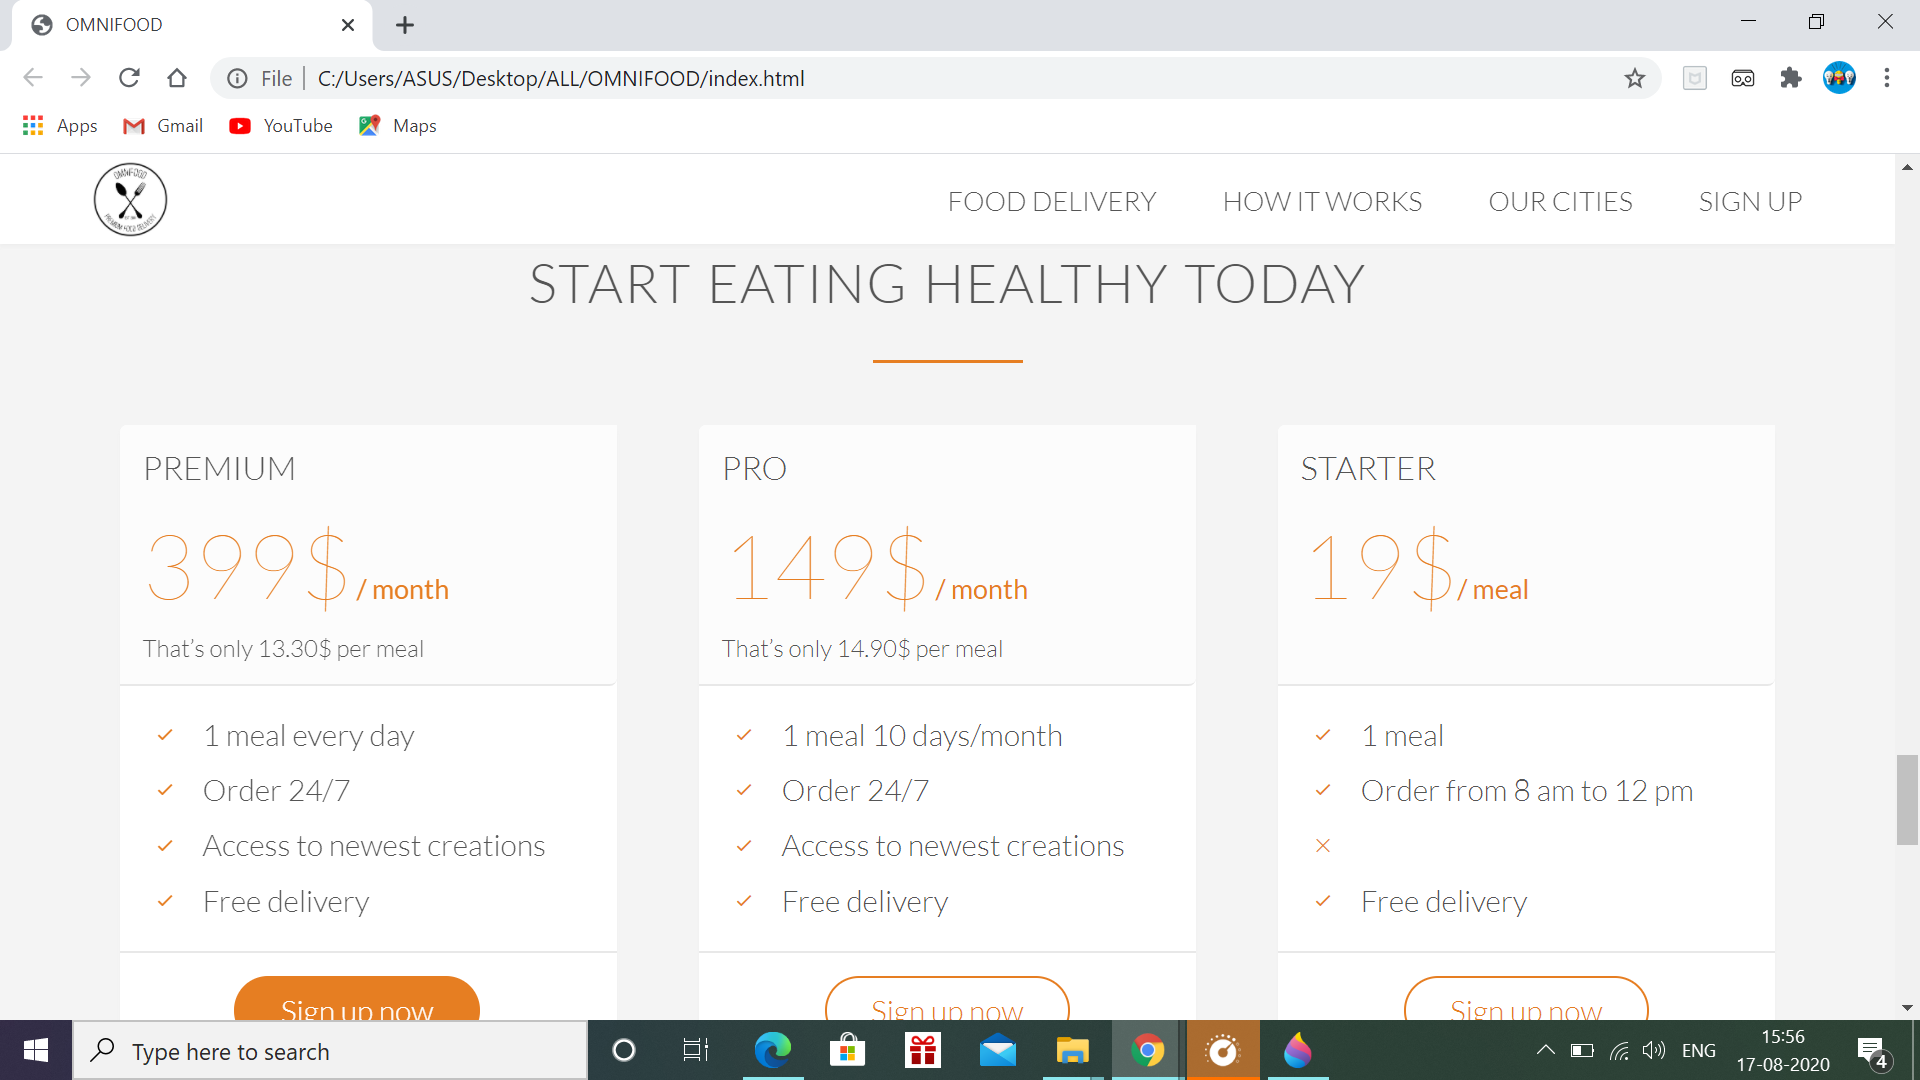 OMNIFOOD
File
C:/Users/ASUS/Desktop/ALL/OMNIFOOD/index.html
Apps
Gmail
YouTube
Maps
OMNIFOOD
PREMIUM FOOD DELIVERY
FOOD DELIVERY
HOW IT WORKS
OUR CITIES
SIGN UP
START EATING HEALTHY TODAY
PREMIUM
399$ / month
That’s only 13.30$ per meal
1 meal every day
Order 24/7
Access to newest creations
Free delivery
Sign up now
PRO
149$ / month
That’s only 14.90$ per meal
1 meal 10 days/month
Order 24/7
Access to newest creations
Free delivery
Sign up now
STARTER
19$ / meal
1 meal
Order from 8 am to 12 pm
Free delivery
Sign up now
Type here to search
ENG
15:56
17-08-2020
4